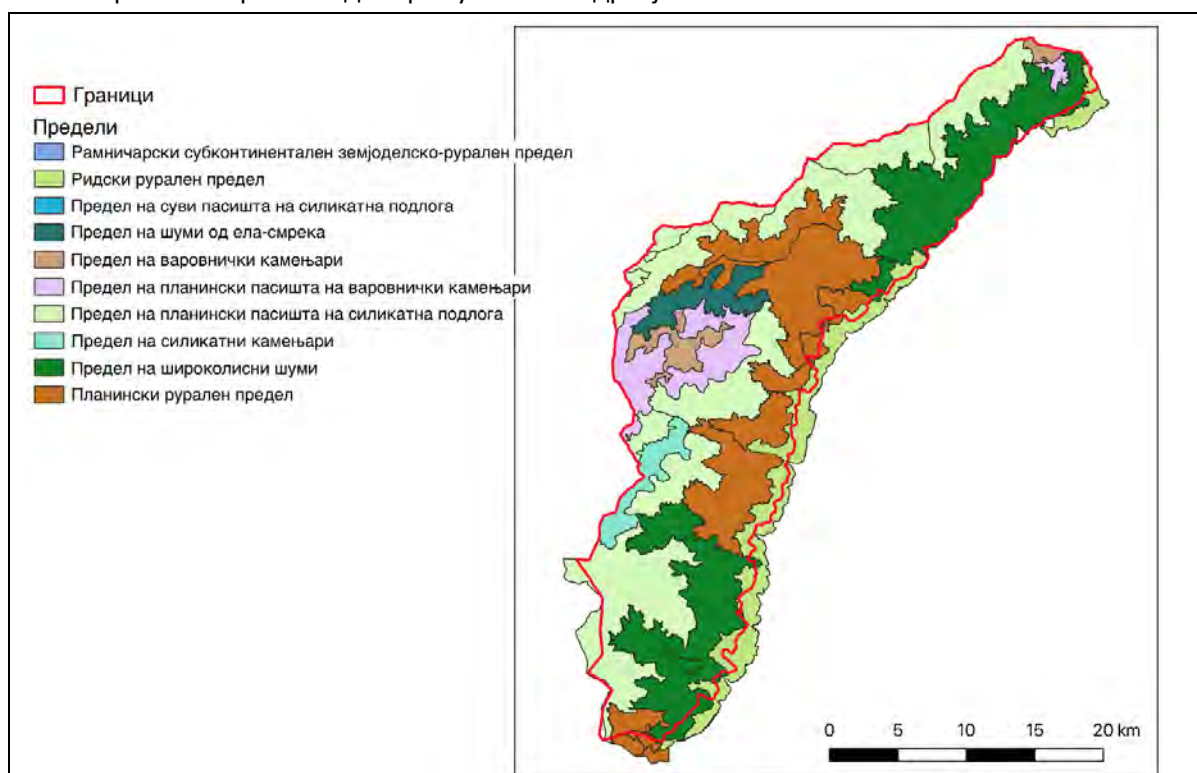 Граници
Предели
Рамничарски субконтинентален земјоделско-рурален предел
Ридски рурален предел
Предел на суви пасишта на силикатна подлога
Предел на шуми од ела-смрека
Предел на варовнички камењари
Предел на планински пасишта на варовнички камењари
Предел на планински пасишта на силикатна подлога
Предел на силикатни камењари
Предел на широколисни шуми
Планински рурален предел
0 5 10 15 20 km